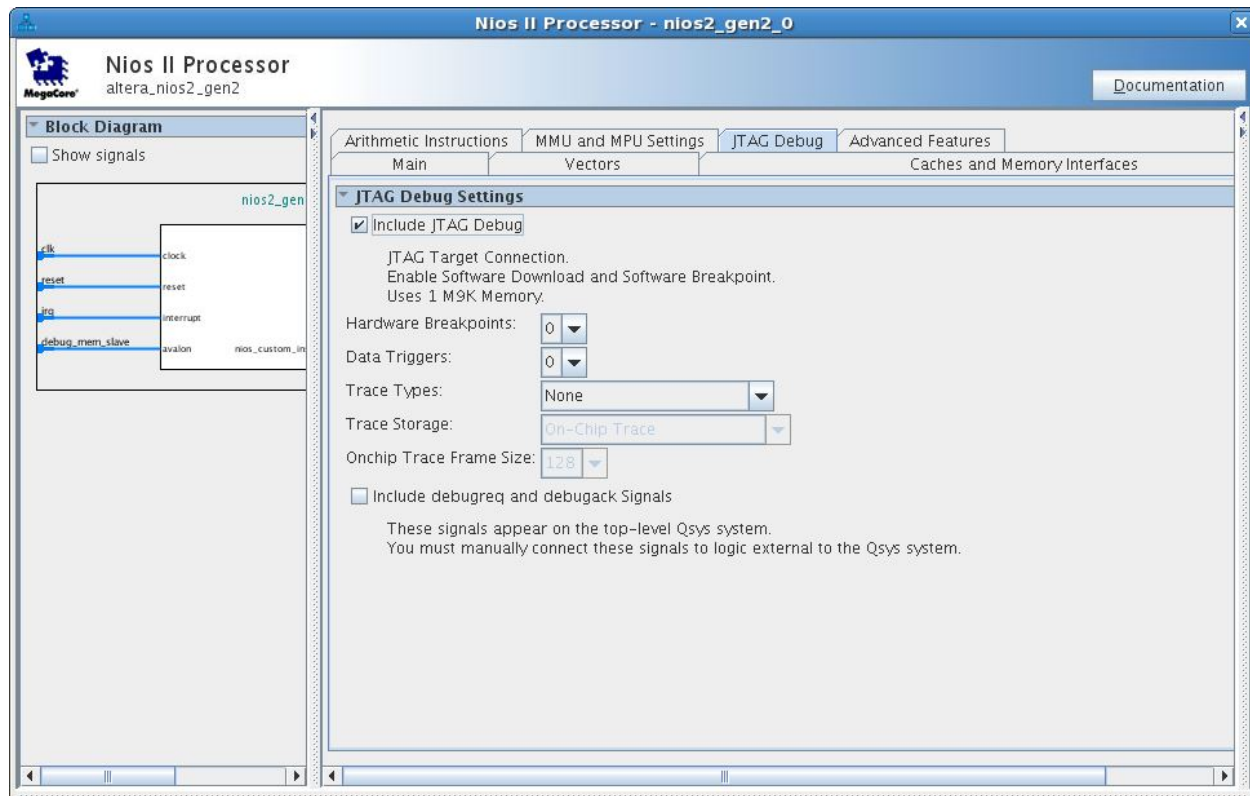 Nios II Processor - nios2_gen2_0
MegaCore'
Nios II Processor
altera_nios2_gen2
Documentation
Block Diagram
Show signals
nios2_gen
clk
clock
reset
reset
irq
interrupt
debug_mem_slave
avalon
nios_custom_in
Arithmetic Instructions
MMU and MPU Settings
JTAG Debug
Advanced Features
Main
Vectors
Caches and Memory Interfaces
JTAG Debug Settings
Include JTAG Debug
JTAG Target Connection.
Enable Software Download and Software Breakpoint.
Uses 1 M9K Memory.
Hardware Breakpoints: 0
Data Triggers: 0
Trace Types: None
Trace Storage: On-Chip Trace
Onchip Trace Frame Size: 128
Include debugreq and debugack Signals
These signals appear on the top-level Qsys system.
You must manually connect these signals to logic external to the Qsys system.